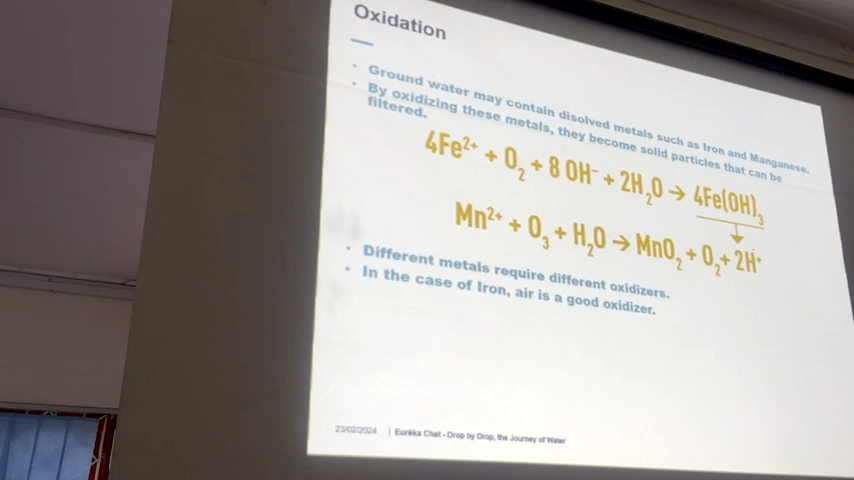 Oxidation
• Ground water may contain disolved metals such as Iron and Manganese.
• By oxidizing these metals, they become solid particles that can be
filtered.
4Fe²⁺ + O₂ + 8 OH⁻ + 2H₂O → 4Fe(OH)₃
Mn²⁺ + O₃ + H₂O → MnO₂ + O₂ + 2H⁺
• Different metals require different oxidizers.
• In the case of Iron, air is a good oxidizer.
23/02/2024 | Eurêka Chat - Drop by Drop, the Journey of Water